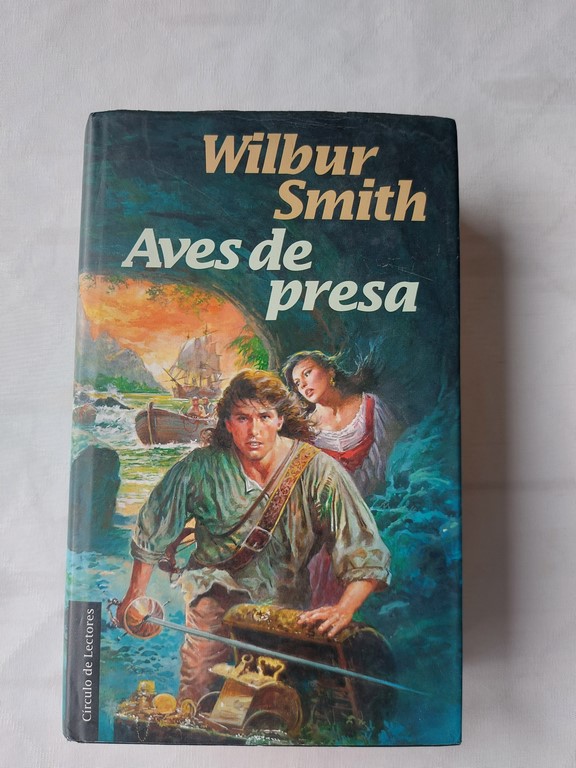 Wilbur
Smith
Aves de
presa
Círculo de Lectores